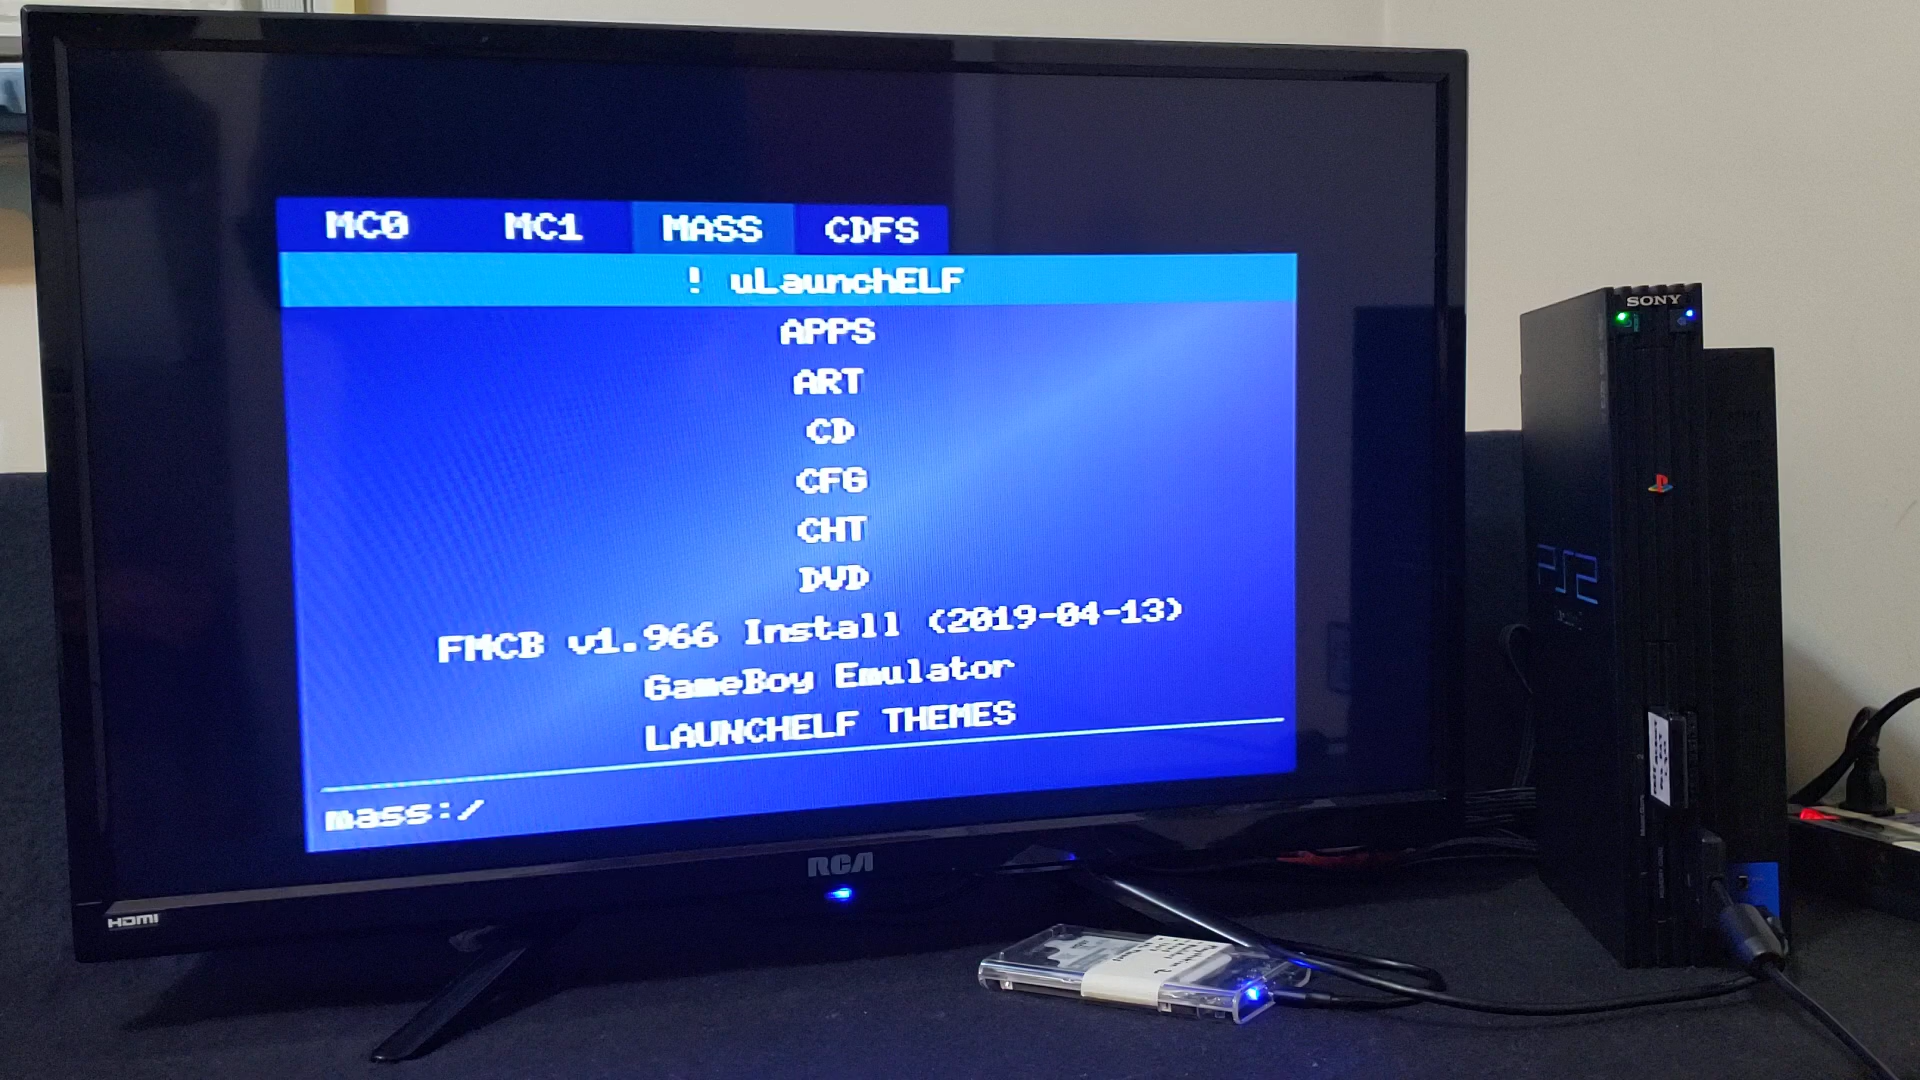 MC0 MC1 MASS CDFS
! uLaunchELF
APPS
ART
CD
CFG
CHT
DVD
FMCB v1.966 Install (2019-04-13)
GameBoy Emulator
LAUNCHELF THEMES
mass:/
RCA
HDMI
SONY
PS2